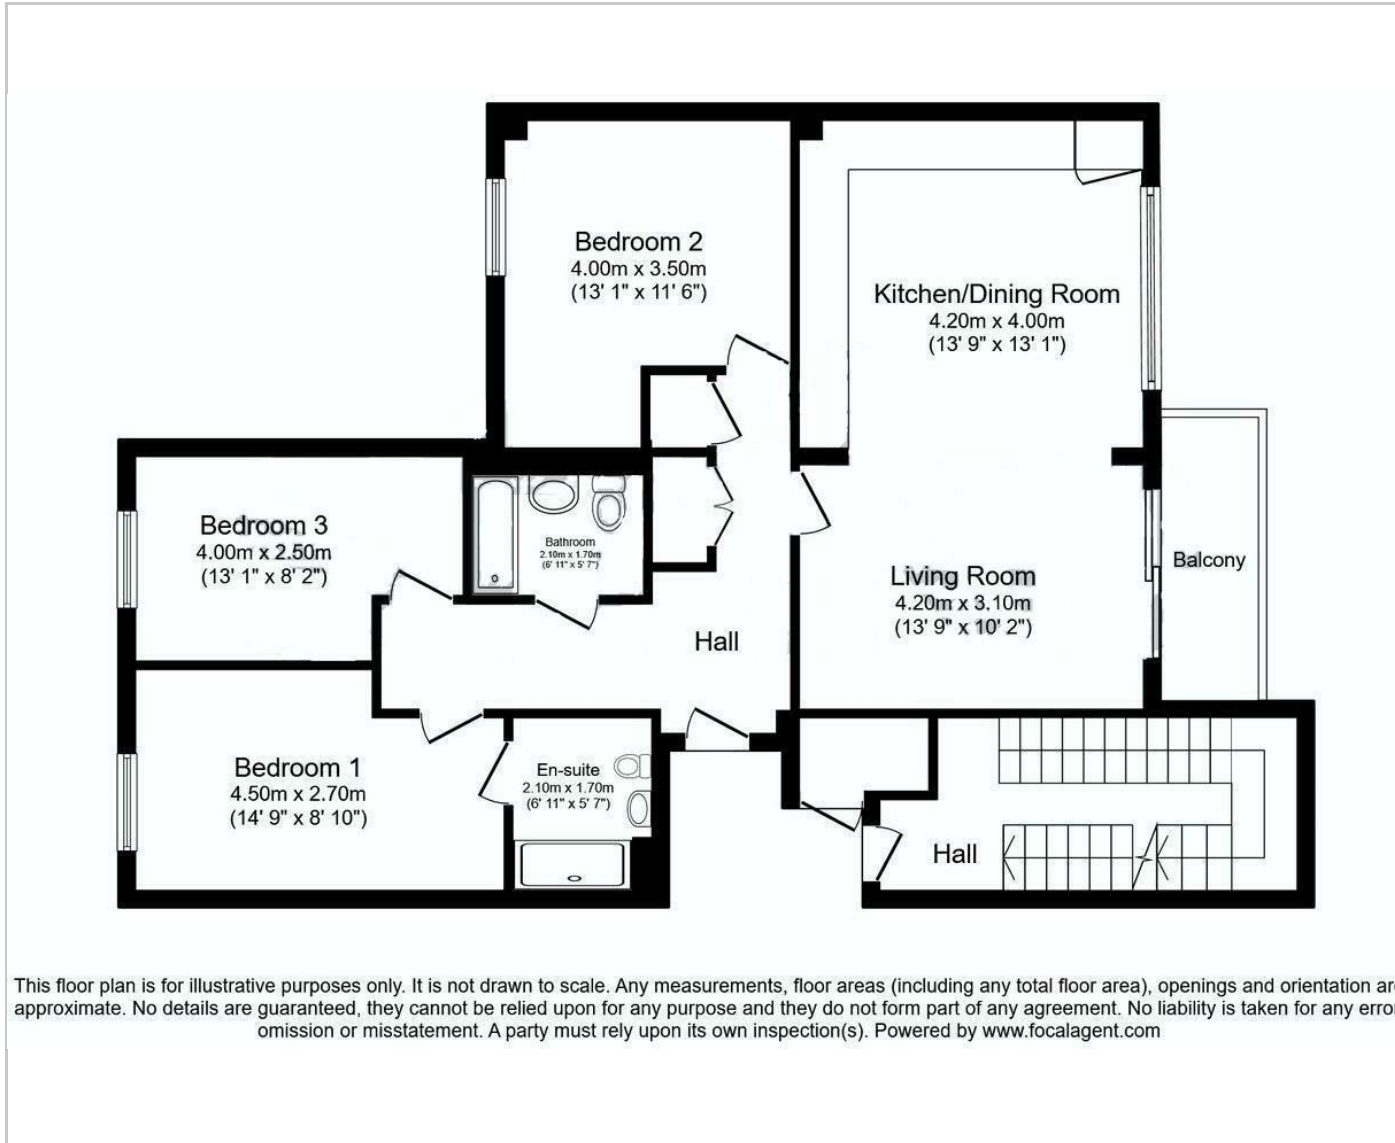 Bedroom 2
4.00m x 3.50m
(13' 1" x 11' 6")
Kitchen/Dining Room
4.20m x 4.00m
(13' 9" x 13' 1")
Bedroom 3
4.00m x 2.50m
(13' 1" x 8' 2")
Bathroom
2.10m x 1.70m
(6' 11" x 5' 7")
Living Room
4.20m x 3.10m
(13' 9" x 10' 2")
Balcony
Hall
Bedroom 1
4.50m x 2.70m
(14' 9" x 8' 10")
En-suite
2.10m x 1.70m
(6' 11" x 5' 7")
Hall
This floor plan is for illustrative purposes only. It is not drawn to scale. Any measurements, floor areas (including any total floor area), openings and orientation are
approximate. No details are guaranteed, they cannot be relied upon for any purpose and they do not form part of any agreement. No liability is taken for any erro
omission or misstatement. A party must rely upon its own inspection(s). Powered by www.focalagent.com